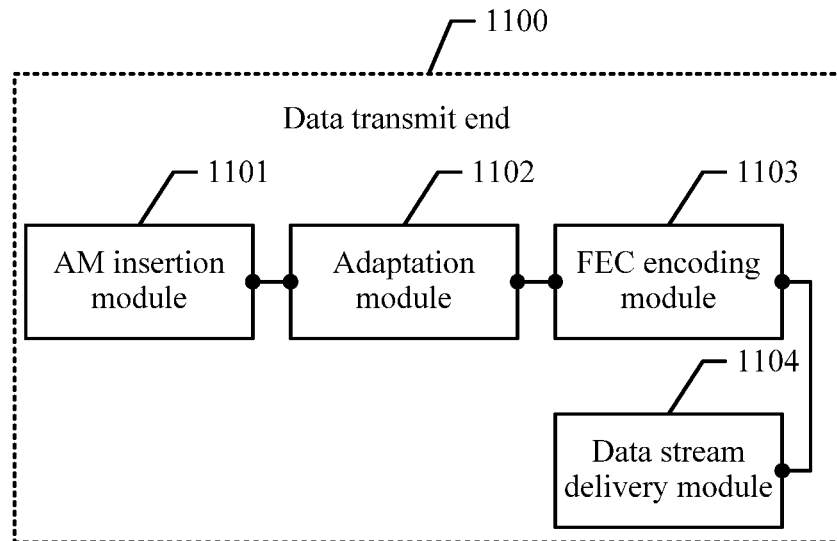 1100
Data transmit end
1101
1102
1103
AM insertion
module
Adaptation
module
FEC encoding
module
1104
Data stream
delivery module